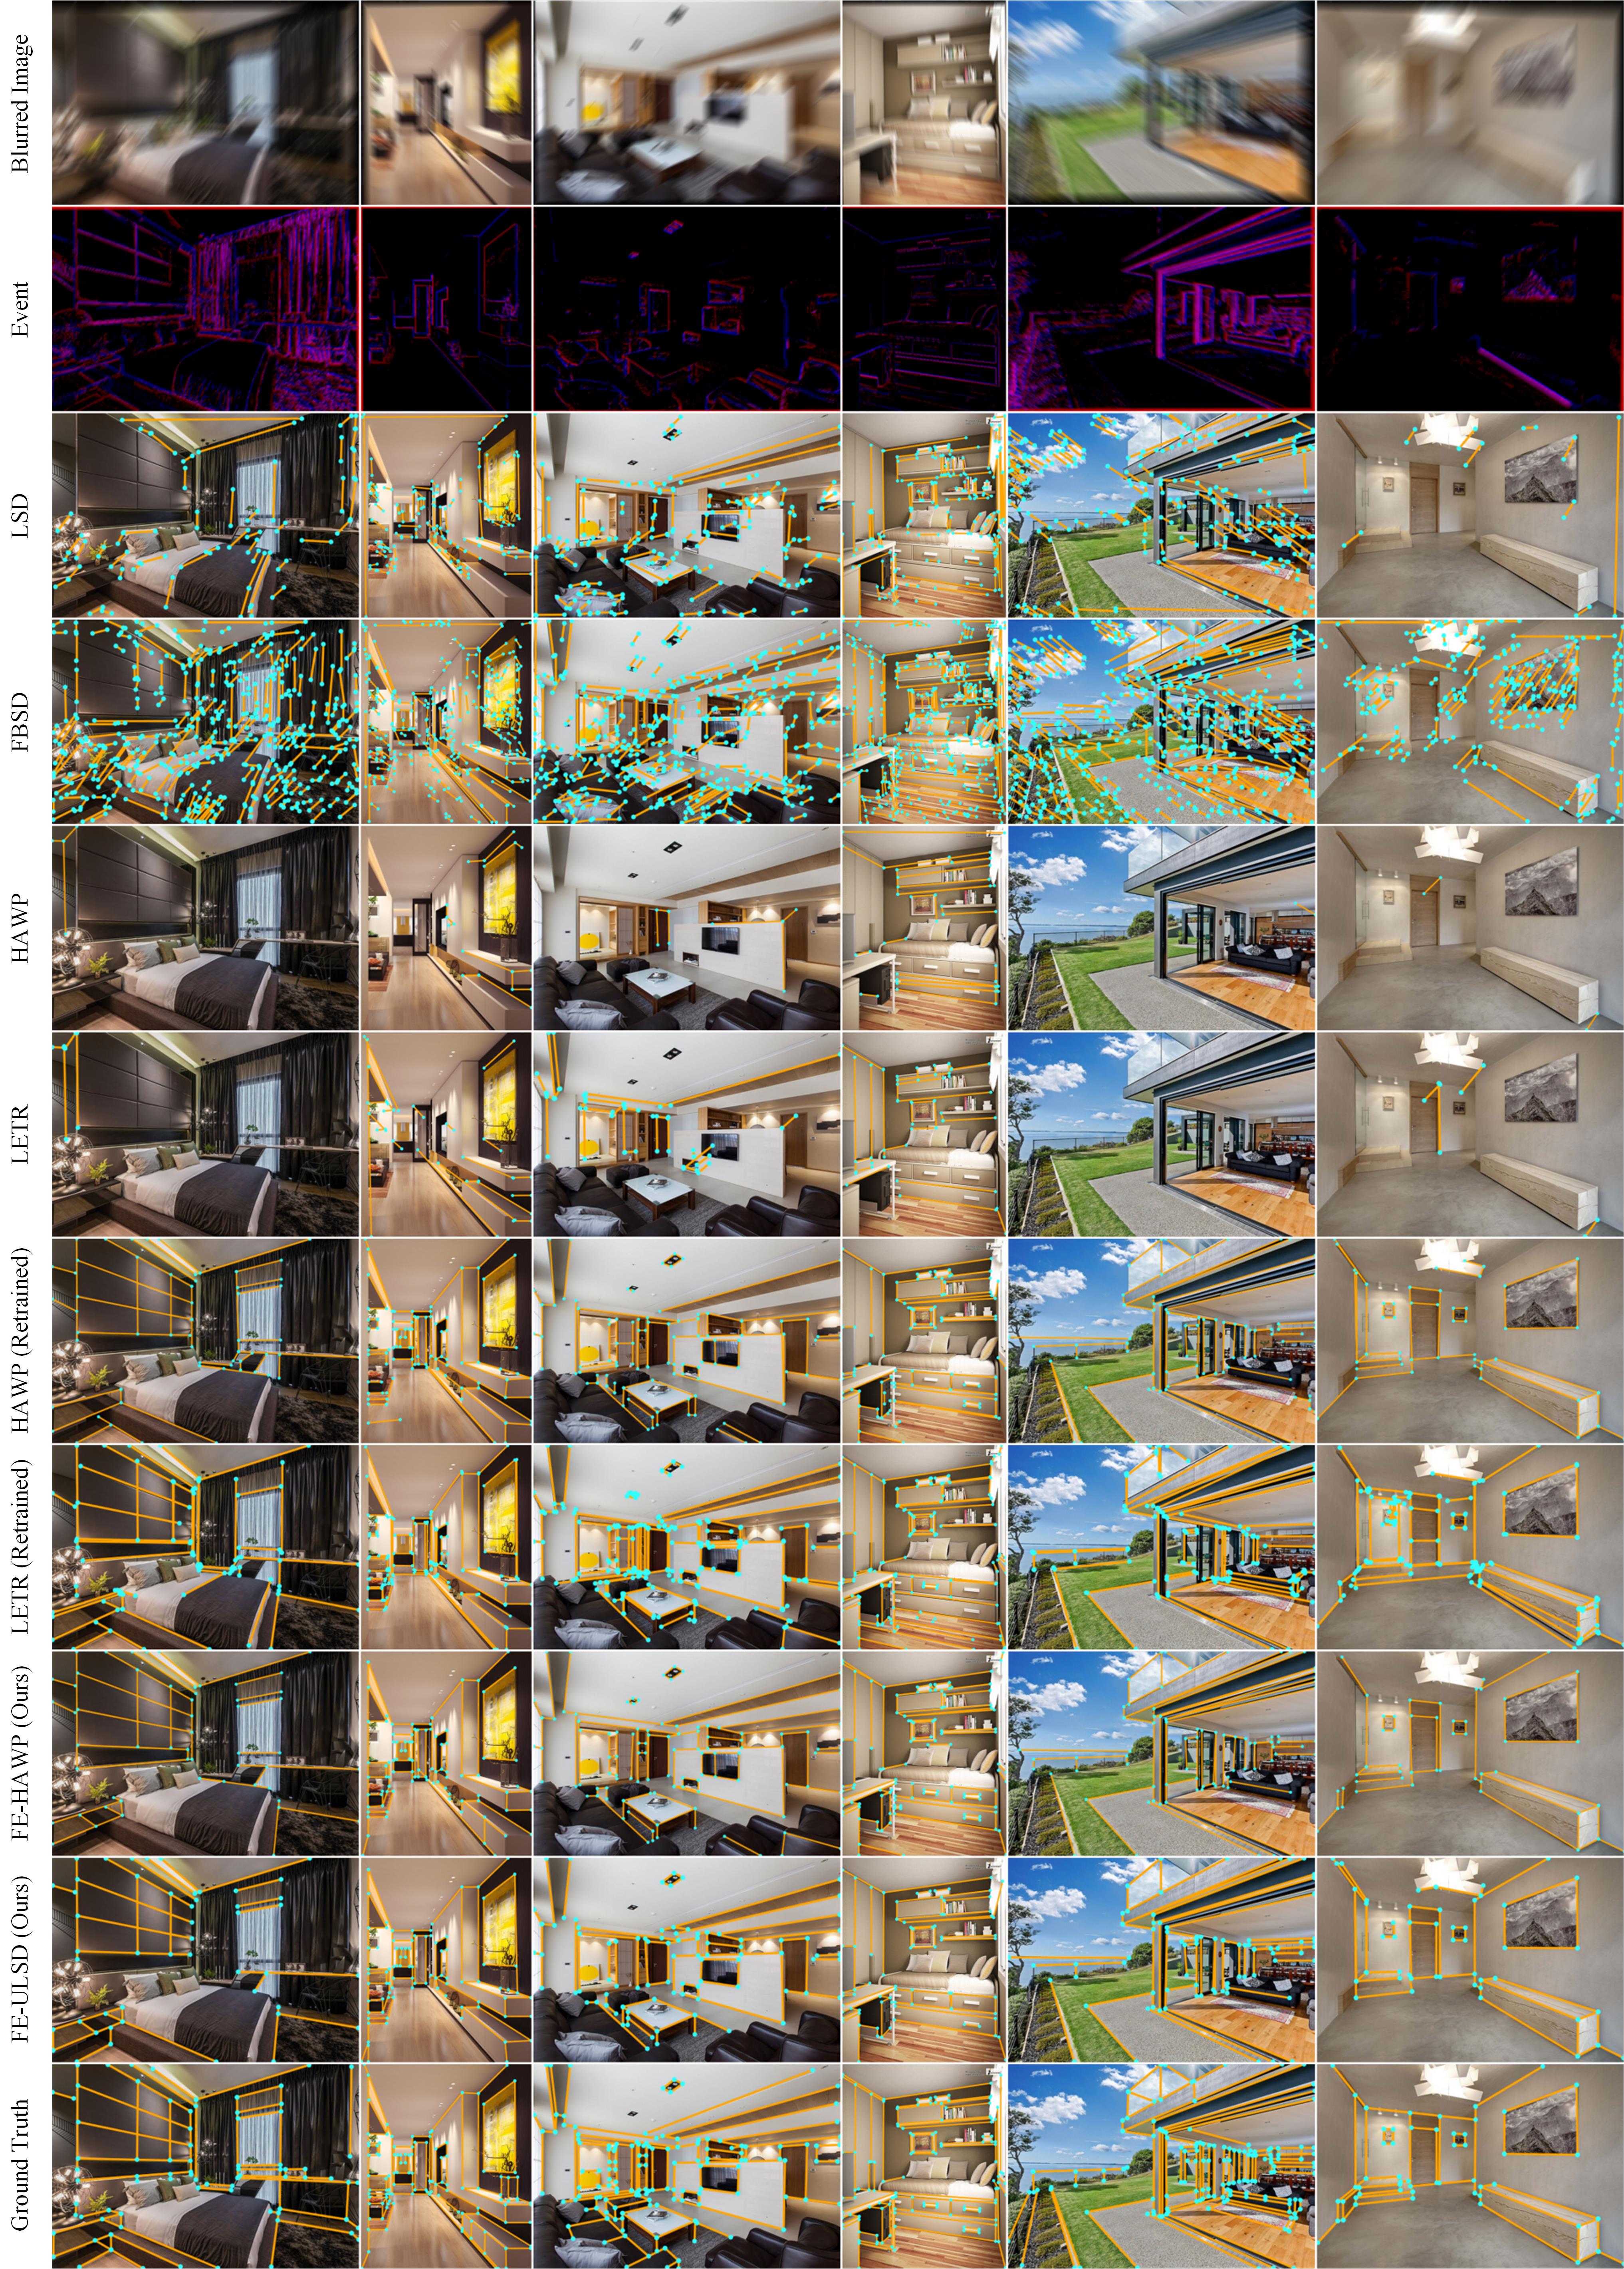 Blurred Image
Event
LSD
FBSD
HAWP
LETR
HAWP (Retrained)
LETR (Retrained)
FE-HAWP (Ours)
FE-ULSD (Ours)
Ground Truth